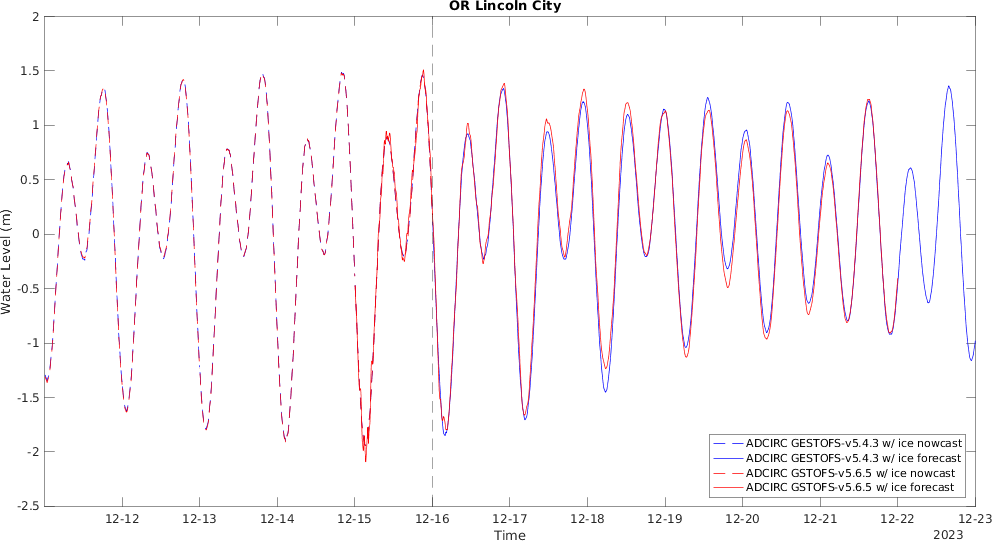 OR Lincoln City
2
1.5
1
0.5
0
-0.5
-1
-1.5
-2
-2.5
Water Level (m)
ADCIRC GESTOFS-v5.4.3 w/ ice nowcast
ADCIRC GESTOFS-v5.4.3 w/ ice forecast
ADCIRC GSTOFS-v5.6.5 w/ ice nowcast
ADCIRC GSTOFS-v5.6.5 w/ ice forecast
12-12 12-13 12-14 12-15 12-16 12-17 12-18 12-19 12-20 12-21 12-22 12-23
Time
2023